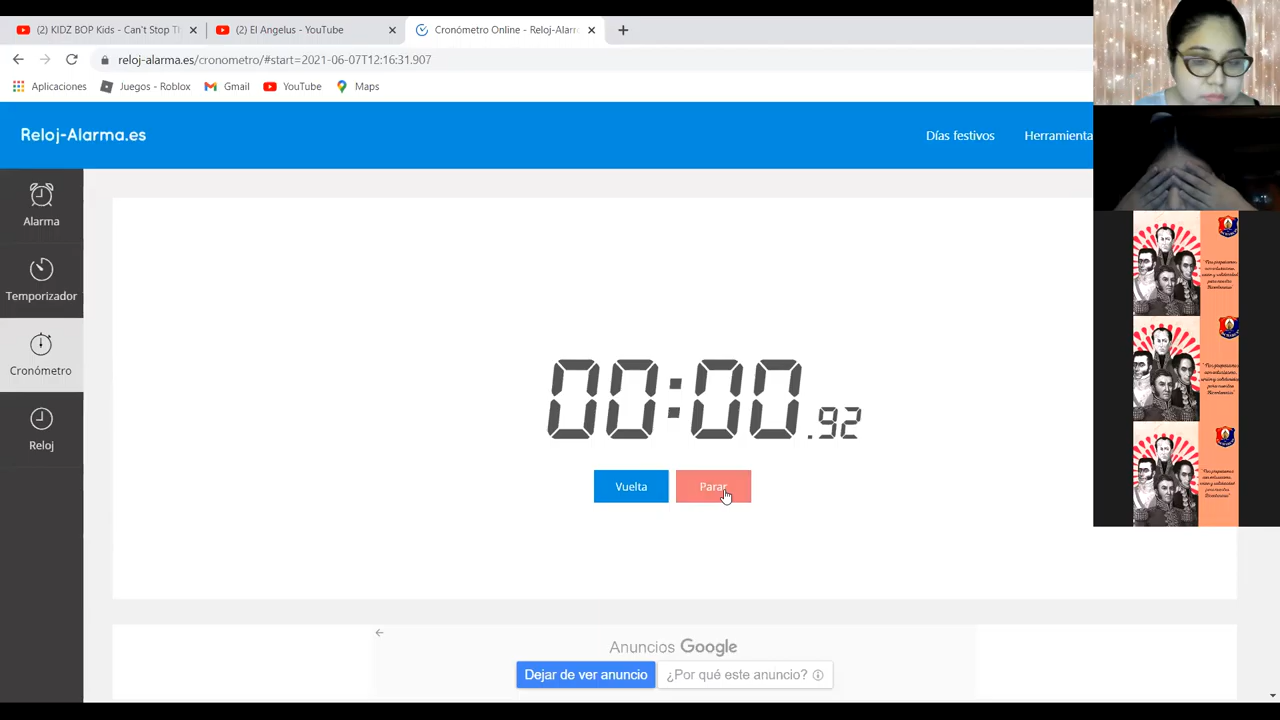 (2) KIDZ BOP Kids - Can't Stop T
(2) El Angelus - YouTube
Cronómetro Online - Reloj-Alarm
reloj-alarma.es/cronometro/#start=2021-06-07T12:16:31.907
Aplicaciones
Juegos - Roblox
Gmail
YouTube
Maps
Reloj-Alarma.es
Días festivos
Herramienta
Alarma
Temporizador
Cronómetro
Reloj
00:00.92
Vuelta
Parar
Anuncios Google
Dejar de ver anuncio
¿Por qué este anuncio?